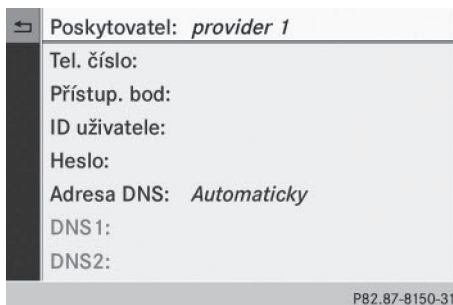 Poskytovatel: provider 1
Tel. číslo:
Přístup. bod:
ID uživatele:
Heslo:
Adresa DNS: Automaticky
DNS1:
DNS2:
P82.87-8150-31